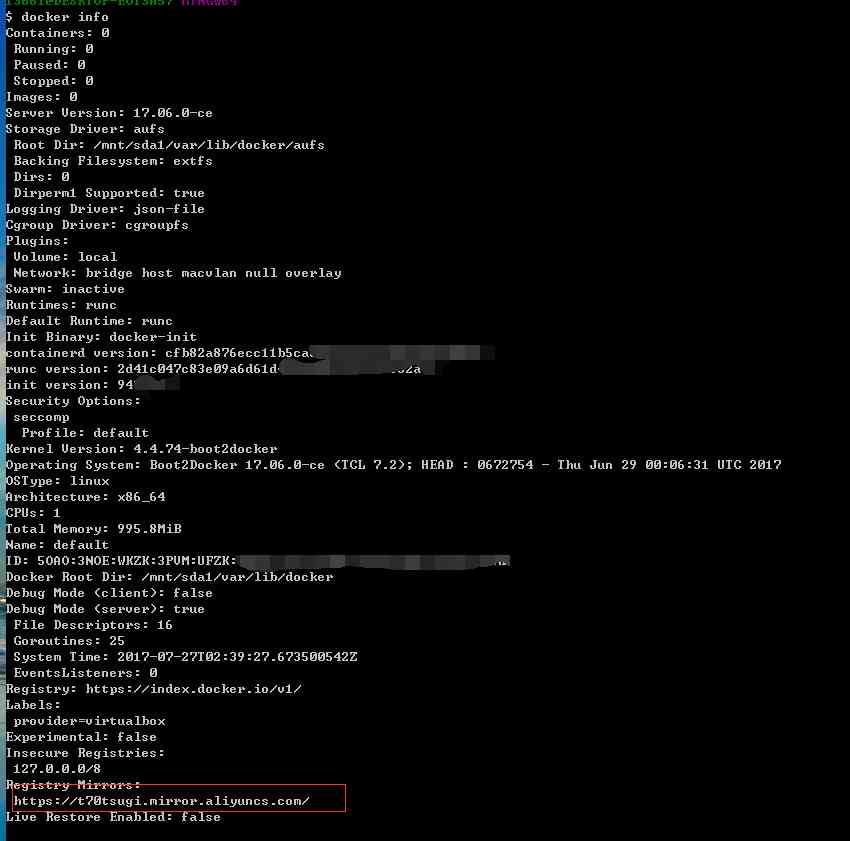 $ docker info
Containers: 0
Running: 0
Paused: 0
Stopped: 0
Images: 0
Server Version: 17.06.0-ce
Storage Driver: aufs
Root Dir: /mnt/sda1/var/lib/docker/aufs
Backing Filesystem: extfs
Dirs: 0
Dirperm1 Supported: true
Logging Driver: json-file
Cgroup Driver: cgroupfs
Plugins:
Volume: local
Network: bridge host macvlan null overlay
Swarm: inactive
Runtimes: runc
Default Runtime: runc
Init Binary: docker-init
containerd version: cfb82a876ecc11b5ca
runc version: 2d41c047c83e09a6d61d
init version: 94
Security Options:
seccomp
Profile: default
Kernel Version: 4.4.74-boot2docker
Operating System: Boot2Docker 17.06.0-ce (TCL 7.2); HEAD : 0672754 - Thu Jun 29 00:06:31 UTC 2017
OSType: linux
Architecture: x86_64
CPUs: 1
Total Memory: 995.8MiB
Name: default
ID: 5OAO:3NOE:WKZK:3PVM:UFZK:
Docker Root Dir: /mnt/sda1/var/lib/docker
Debug Mode (client): false
Debug Mode (server): true
File Descriptors: 16
Goroutines: 25
System Time: 2017-07-27T02:39:27.673500542Z
EventsListeners: 0
Registry: https://index.docker.io/v1/
Labels:
provider=virtualbox
Experimental: false
Insecure Registries:
127.0.0.0/8
Registry Mirrors:
https://t70tsugi.mirror.aliyuncs.com/
Live Restore Enabled: false